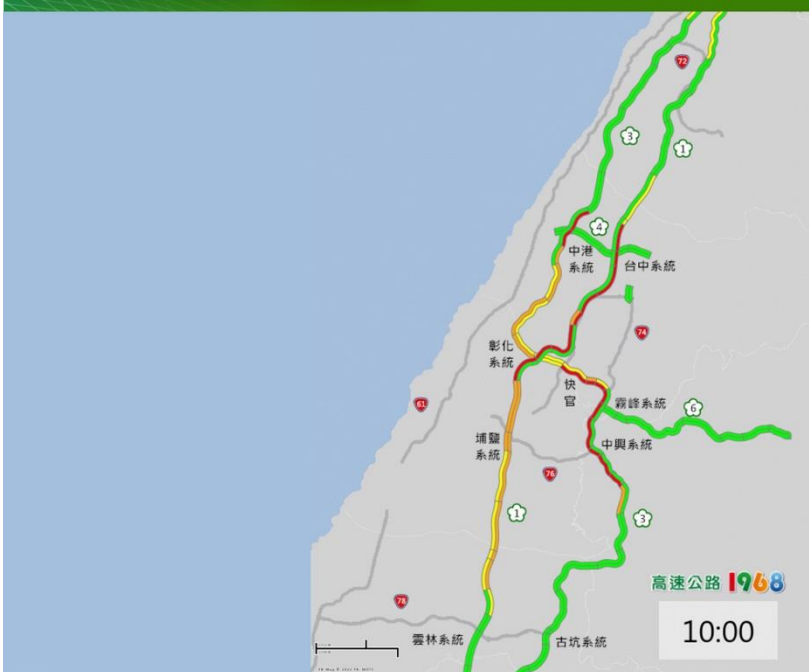 72
3
1
4
中港
系統
台中系統
74
彰化
系統
快
官
61
霧峰系統
6
埔鹽
系統
中興系統
76
1
3
高速公路 1968
78
10:00
雲林系統
古坑系統